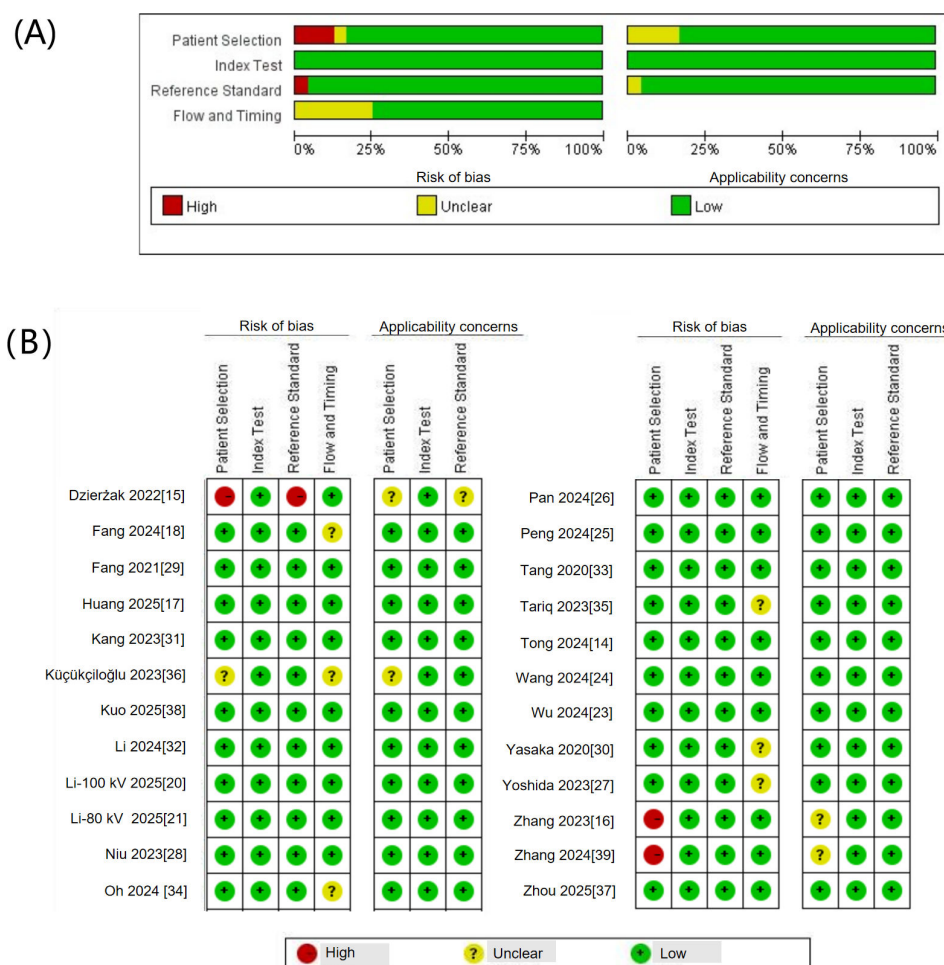 (A)
Patient Selection
Index Test
Reference Standard
Flow and Timing
0% 25% 50% 75% 100% 0% 25% 50% 75% 100%
Risk of bias Applicability concerns
High Unclear Low
(B)
Risk of bias Applicability concerns Risk of bias Applicability concerns
Patient Selection
Index Test
Reference Standard
Flow and Timing
Patient Selection
Index Test
Reference Standard
Patient Selection
Index Test
Reference Standard
Flow and Timing
Patient Selection
Index Test
Reference Standard
Dzierżak 2022[15] - + - + ? + ?
Fang 2024[18] + + + ? + + +
Fang 2021[29] + + + + + + +
Huang 2025[17] + + + + + + +
Kang 2023[31] + + + + + + +
Küçükçiloğlu 2023[36] ? + + ? ? + +
Kuo 2025[38] + + + + + + +
Li 2024[32] + + + + + + +
Li-100 kV 2025[20] + + + + + + +
Li-80 kV 2025[21] + + + + + + +
Niu 2023[28] + + + + + + +
Oh 2024 [34] + + + ? + + +
Pan 2024[26] + + + + + + +
Peng 2024[25] + + + + + + +
Tang 2020[33] + + + + + + +
Tariq 2023[35] + + + ? + + +
Tong 2024[14] + + + + + + +
Wang 2024[24] + + + + + + +
Wu 2024[23] + + + + + + +
Yasaka 2020[30] + + + ? + + +
Yoshida 2023[27] + + + ? + + +
Zhang 2023[16] - + + + ? + +
Zhang 2024[39] - + + + ? + +
Zhou 2025[37] + + + + + + +
- High ? Unclear + Low